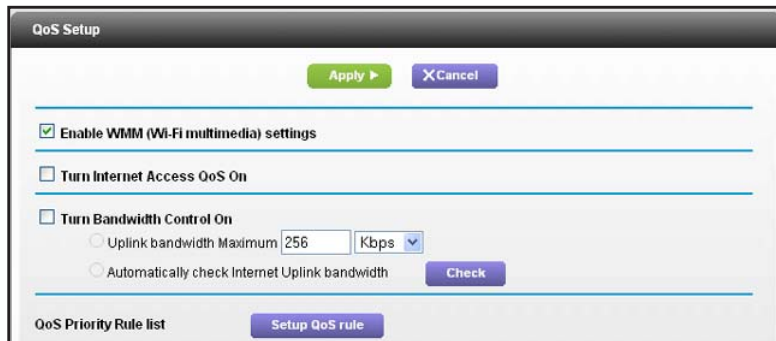 QoS Setup
Apply ▶
XCancel
Enable WMM (Wi-Fi multimedia) settings
Turn Internet Access QoS On
Turn Bandwidth Control On
Uplink bandwidth Maximum 256 Kbps
Automatically check Internet Uplink bandwidth Check
QoS Priority Rule list Setup QoS rule